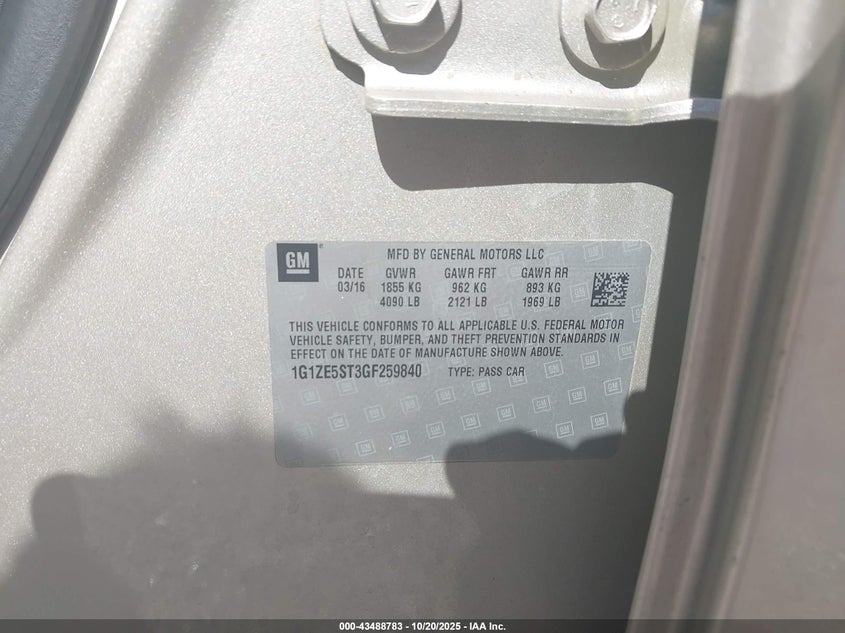 GM
MFD BY GENERAL MOTORS LLC
DATE GVWR GAWR FRT GAWR RR
03/16 1855 KG 962 KG 893 KG
4090 LB 2121 LB 1969 LB
THIS VEHICLE CONFORMS TO ALL APPLICABLE U.S. FEDERAL MOTOR
VEHICLE SAFETY, BUMPER, AND THEFT PREVENTION STANDARDS IN
EFFECT ON THE DATE OF MANUFACTURE SHOWN ABOVE.
1G1ZE5ST3GF259840 TYPE: PASS CAR
000-43488783 | 10/20/2025 | IAA Inc.